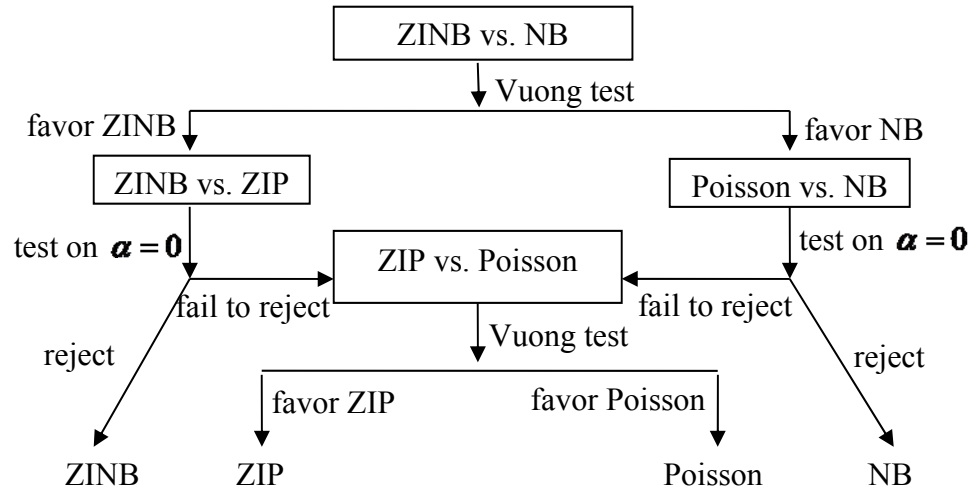 ZINB vs. NB
Vuong test
favor ZINB
favor NB
ZINB vs. ZIP
Poisson vs. NB
test on α = 0
ZIP vs. Poisson
test on α = 0
fail to reject
fail to reject
reject
Vuong test
reject
favor ZIP
favor Poisson
ZINB
ZIP
Poisson
NB